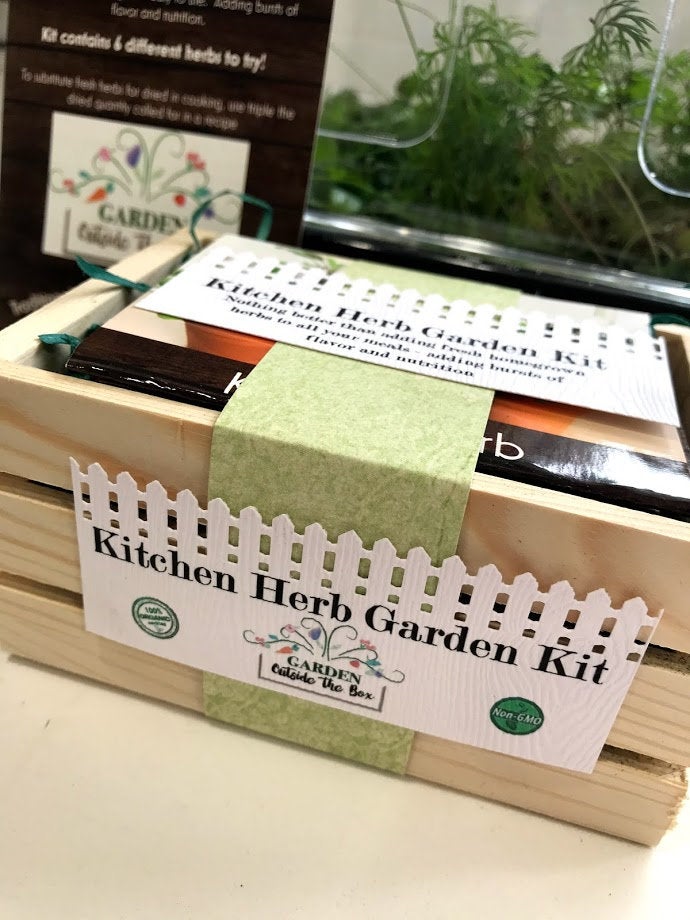 to the. Adding bursts of
flavor and nutrition.
Kit contains 6 different herbs to try!
To substitute fresh herbs for dried in cooking, use triple the
dried quantity called for in a recipe
GARDEN
Outside The Box
Kitchen Herb Garden Kit
Nothing better than adding fresh homegrown
herbs to all your meals - adding bursts of
flavor and nutrition
K
rb
Kitchen Herb Garden Kit
100%
ORGANIC
GARDEN
Outside The Box
Non-GMO